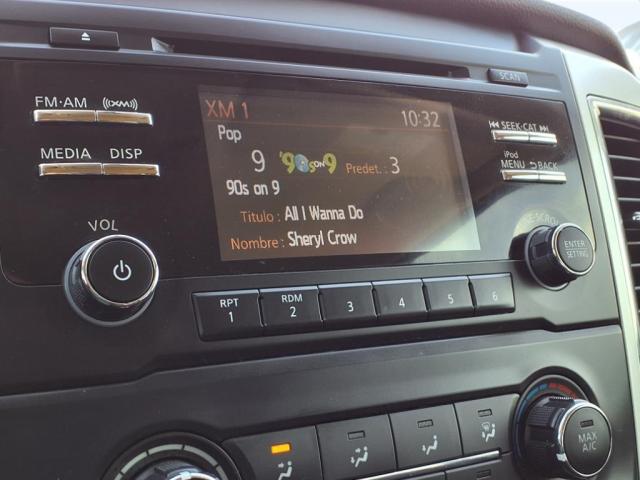 SCAN
FM·AM ((XM))
XM 1 10:32
Pop
9 '90s ON 9 Predet. : 3
90s on 9
Titulo : All I Wanna Do
Nombre : Sheryl Crow
SEEK·CAT
iPod
MENU BACK
MEDIA DISP
VOL
ENTER
SETTING
RPT
1
RDM
2
3
4
5
6
MAX
A/C